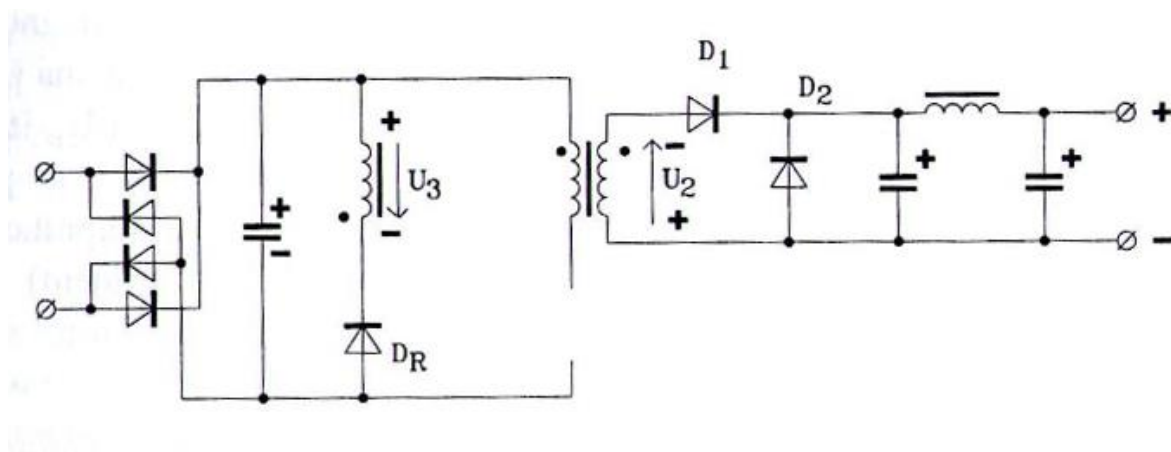 D1
D2
+
+
+
+
U3
-
U2
-
+
+
-
-
DR